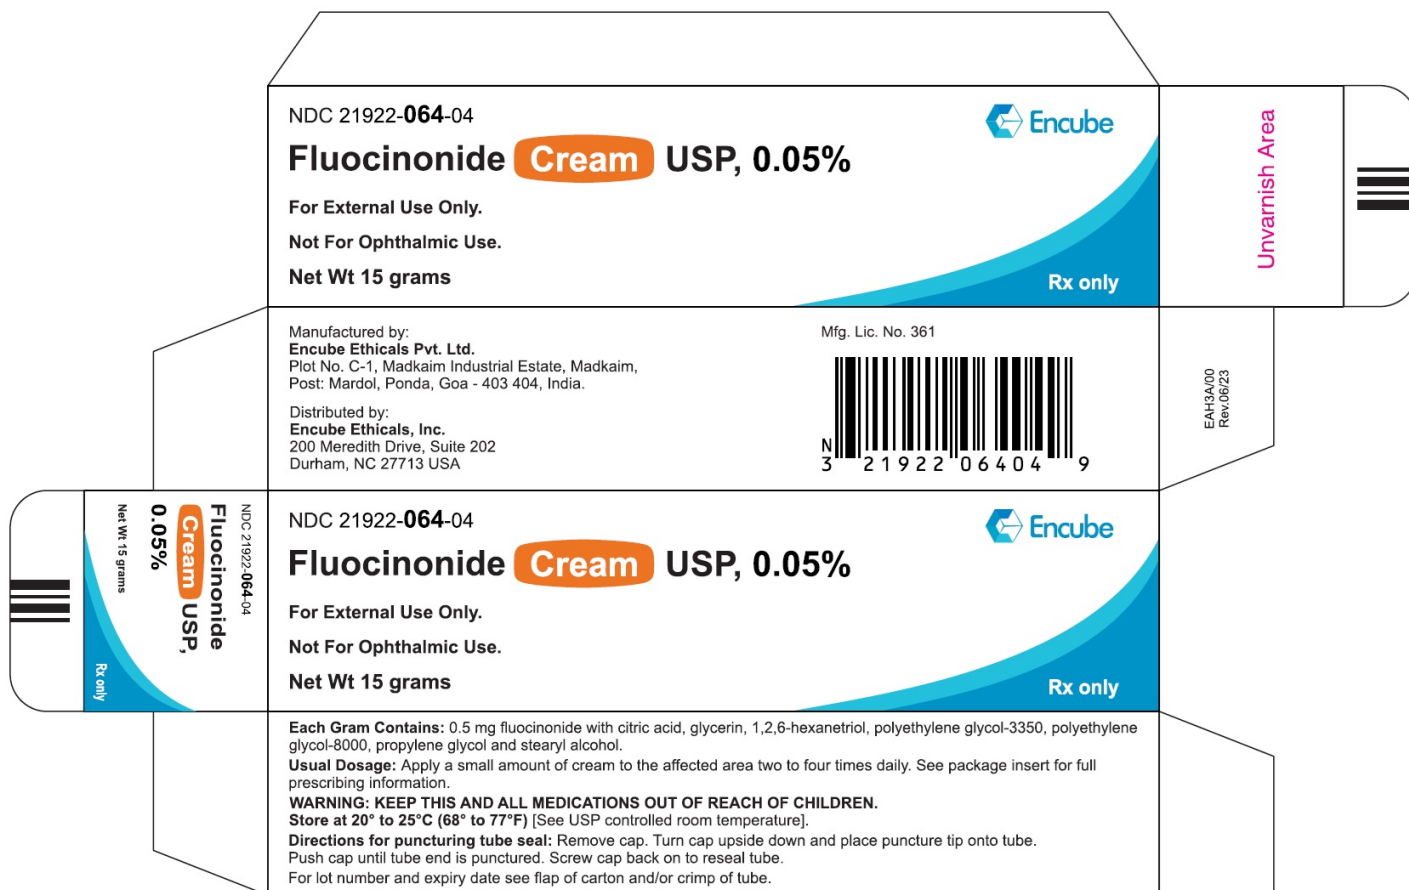 NDC 21922-064-04
Encube
Fluocinonide Cream USP, 0.05%
For External Use Only.
Not For Ophthalmic Use.
Net Wt 15 grams
Rx only
Unvarnish Area
Manufactured by:
Encube Ethicals Pvt. Ltd.
Plot No. C-1, Madkaim Industrial Estate, Madkaim,
Post: Mardol, Ponda, Goa - 403 404, India.
Distributed by:
Encube Ethicals, Inc.
200 Meredith Drive, Suite 202
Durham, NC 27713 USA
Mfg. Lic. No. 361
N
3 21922 06404 9
EAH3A/00
Rev.06/23
NDC 21922-064-04
Fluocinonide
Cream USP,
0.05%
Net Wt 15 grams
Rx only
NDC 21922-064-04
Encube
Fluocinonide Cream USP, 0.05%
For External Use Only.
Not For Ophthalmic Use.
Net Wt 15 grams
Rx only
Each Gram Contains: 0.5 mg fluocinonide with citric acid, glycerin, 1,2,6-hexanetriol, polyethylene glycol-3350, polyethylene
glycol-8000, propylene glycol and stearyl alcohol.
Usual Dosage: Apply a small amount of cream to the affected area two to four times daily. See package insert for full
prescribing information.
WARNING: KEEP THIS AND ALL MEDICATIONS OUT OF REACH OF CHILDREN.
Store at 20° to 25°C (68° to 77°F) [See USP controlled room temperature].
Directions for puncturing tube seal: Remove cap. Turn cap upside down and place puncture tip onto tube.
Push cap until tube end is punctured. Screw cap back on to reseal tube.
For lot number and expiry date see flap of carton and/or crimp of tube.